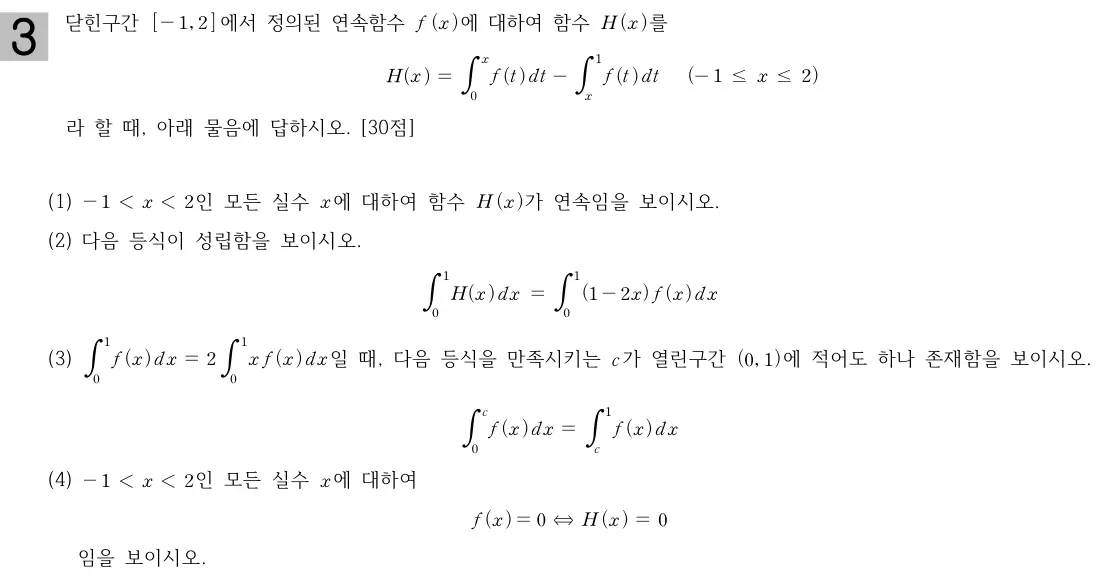 3 닫힌구간 [-1, 2]에서 정의된 연속함수 f(x)에 대하여 함수 H(x)를
H(x) = ∫_0^x f(t)dt - ∫_x^1 f(t)dt (-1 ≤ x ≤ 2)
라 할 때, 아래 물음에 답하시오. [30점]
(1) -1 < x < 2인 모든 실수 x에 대하여 함수 H(x)가 연속임을 보이시오.
(2) 다음 등식이 성립함을 보이시오.
∫_0^1 H(x)dx = ∫_0^1 (1-2x)f(x)dx
(3) ∫_0^1 f(x)dx = 2∫_0^1 xf(x)dx일 때, 다음 등식을 만족시키는 c가 열린구간 (0, 1)에 적어도 하나 존재함을 보이시오.
∫_0^c f(x)dx = ∫_c^1 f(x)dx
(4) -1 < x < 2인 모든 실수 x에 대하여
f(x) = 0 ⇔ H(x) = 0
임을 보이시오.